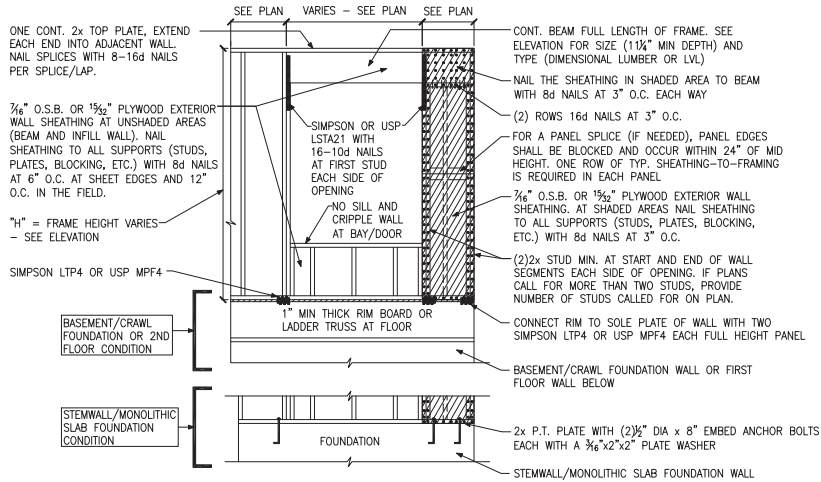 SEE PLAN
VARIES – SEE PLAN
SEE PLAN
ONE CONT. 2x TOP PLATE, EXTEND
EACH END INTO ADJACENT WALL.
NAIL SPLICES WITH 8-16d NAILS
PER SPLICE/LAP.
7/16" O.S.B. OR 15/32" PLYWOOD EXTERIOR
WALL SHEATHING AT UNSHADED AREAS
(BEAM AND INFILL WALL). NAIL
SHEATHING TO ALL SUPPORTS (STUDS,
PLATES, BLOCKING, ETC.) WITH 8d NAILS
AT 6" O.C. AT SHEET EDGES AND 12"
O.C. IN THE FIELD.
"H" = FRAME HEIGHT VARIES
– SEE ELEVATION
SIMPSON LTP4 OR USP MPF4
BASEMENT/CRAWL
FOUNDATION OR 2ND
FLOOR CONDITION
STEMWALL/MONOLITHIC
SLAB FOUNDATION
CONDITION
SIMPSON OR USP
LSTA21 WITH
16-10d NAILS
AT FIRST STUD
EACH SIDE OF
OPENING
NO SILL AND
CRIPPLE WALL
AT BAY/DOOR
1" MIN THICK RIM BOARD OR
LADDER TRUSS AT FLOOR
FOUNDATION
CONT. BEAM FULL LENGTH OF FRAME. SEE
ELEVATION FOR SIZE (11¼" MIN DEPTH) AND
TYPE (DIMENSIONAL LUMBER OR LVL)
NAIL THE SHEATHING IN SHADED AREA TO BEAM
WITH 8d NAILS AT 3" O.C. EACH WAY
(2) ROWS 16d NAILS AT 3" O.C.
FOR A PANEL SPLICE (IF NEEDED), PANEL EDGES
SHALL BE BLOCKED AND OCCUR WITHIN 24" OF MID
HEIGHT. ONE ROW OF TYP. SHEATHING-TO-FRAMING
IS REQUIRED IN EACH PANEL
7/16" O.S.B. OR 15/32" PLYWOOD EXTERIOR WALL
SHEATHING. AT SHADED AREAS NAIL SHEATHING
TO ALL SUPPORTS (STUDS, PLATES, BLOCKING,
ETC.) WITH 8d NAILS AT 3" O.C.
(2)2x STUD MIN. AT START AND END OF WALL
SEGMENTS EACH SIDE OF OPENING. IF PLANS
CALL FOR MORE THAN TWO STUDS, PROVIDE
NUMBER OF STUDS CALLED FOR ON PLAN.
CONNECT RIM TO SOLE PLATE OF WALL WITH TWO
SIMPSON LTP4 OR USP MPF4 EACH FULL HEIGHT PANEL
BASEMENT/CRAWL FOUNDATION WALL OR FIRST
FLOOR WALL BELOW
2x P.T. PLATE WITH (2)½" DIA x 8" EMBED ANCHOR BOLTS
EACH WITH A 3/16"x2"x2" PLATE WASHER
STEMWALL/MONOLITHIC SLAB FOUNDATION WALL